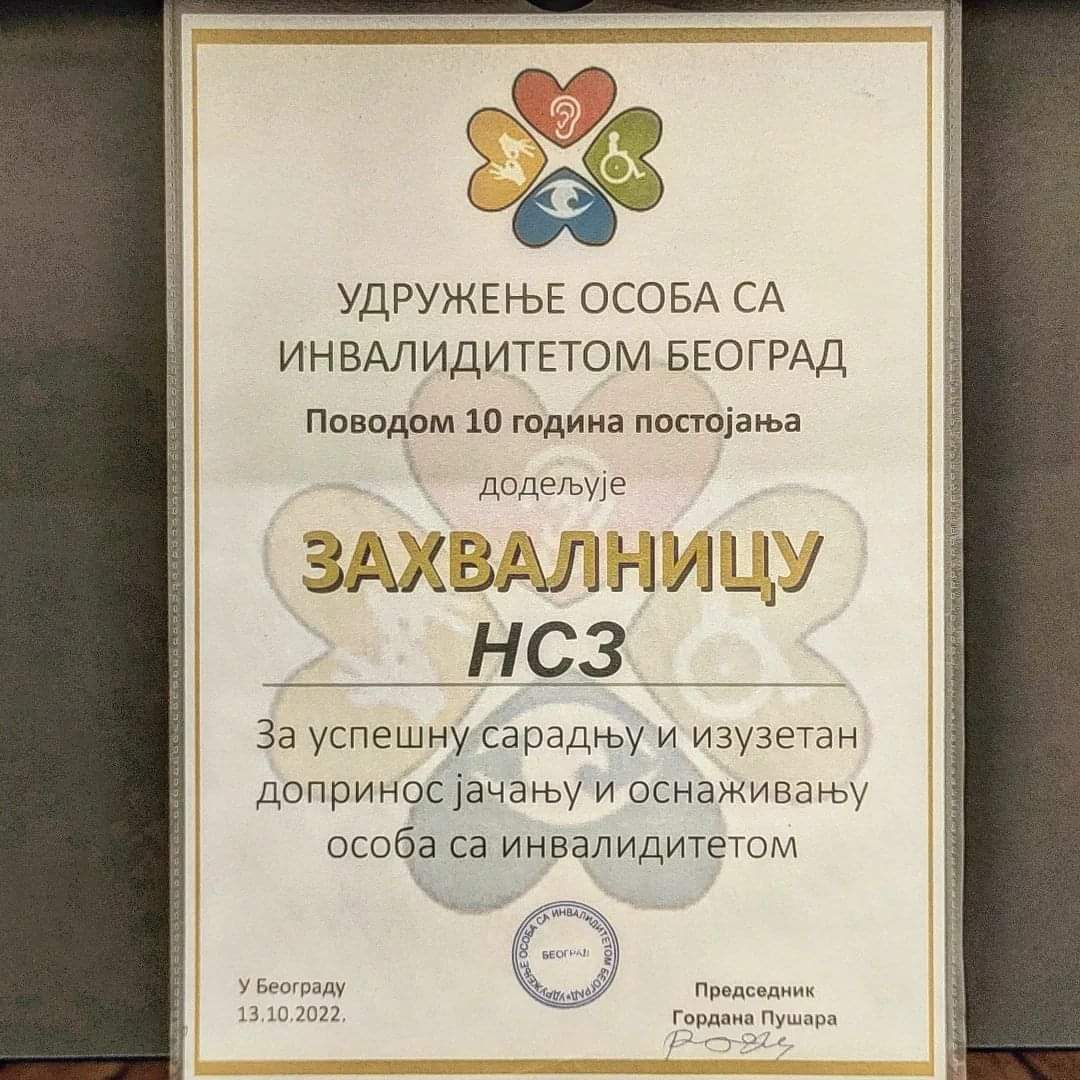 УДРУЖЕЊЕ ОСОБА СА
ИНВАЛИДИТЕТОМ БЕОГРАД
Поводом 10 година постојања
додељује
ЗАХВАЛНИЦУ
НСЗ
За успешну сарадњу и изузетан
допринос јачању и оснаживању
особа са инвалидитетом
УДРУЖЕЊЕ ОСОБА СА ИНВАЛИДИТЕТОМ БЕОГРАД
БЕОГРАД
У Београду
13.10.2022.
Председник
Гордана Пушара